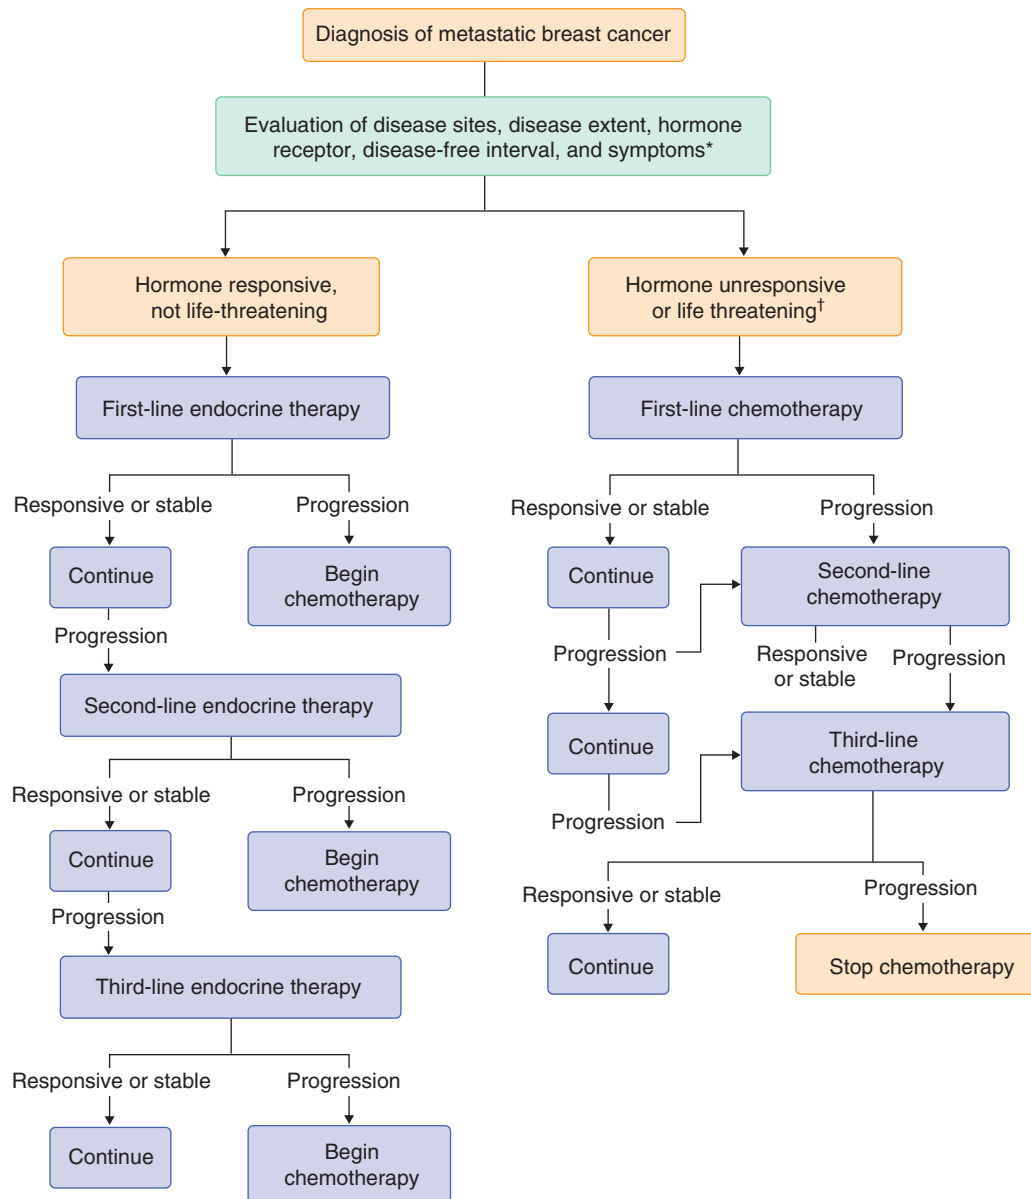 Diagnosis of metastatic breast cancer
Evaluation of disease sites, disease extent, hormone
receptor, disease-free interval, and symptoms*
Hormone responsive,
not life-threatening
Hormone unresponsive
or life threatening†
First-line endocrine therapy
First-line chemotherapy
Responsive or stable
Progression
Responsive or stable
Progression
Continue
Begin
chemotherapy
Continue
Second-line
chemotherapy
Progression
Progression
Responsive
or stable
Progression
Second-line endocrine therapy
Continue
Third-line
chemotherapy
Responsive or stable
Progression
Progression
Continue
Begin
chemotherapy
Responsive or stable
Progression
Progression
Third-line endocrine therapy
Continue
Stop chemotherapy
Responsive or stable
Progression
Continue
Begin
chemotherapy